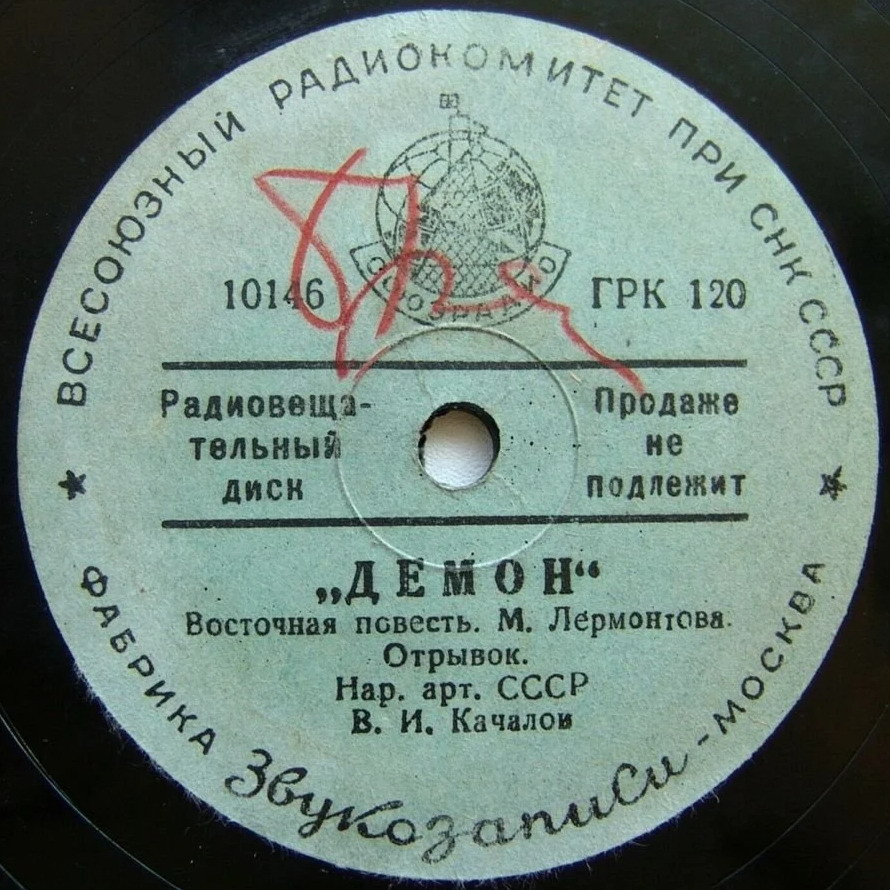 ВСЕСОЮЗНЫЙ РАДИОКОМИТЕТ ПРИ СНК СССР
СОЮЗРАДИО
10146
ГРК 120
Радиовеща-
тельный
диск
Продаже
не
подлежит
„ДЕМОН“
Восточная повесть. М. Лермонтова.
Отрывок.
Нар. арт. СССР
В. И. Качалов
ФАБРИКА Звукозаписи - МОСКВА